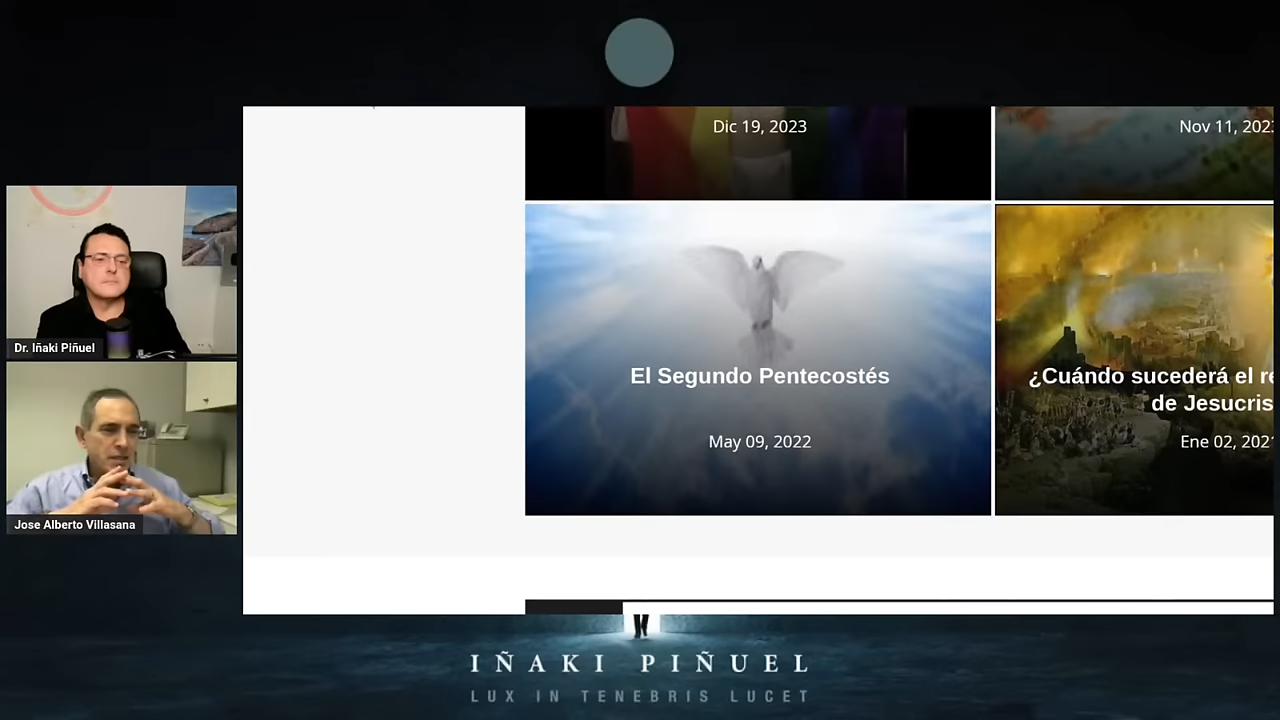 Dic 19, 2023
Nov 11, 202
El Segundo Pentecostés
May 09, 2022
¿Cuándo sucederá el re
de Jesucris
Ene 02, 202
Dr. Iñaki Piñuel
Jose Alberto Villasana
IÑAKI PIÑUEL
LUX IN TENEBRIS LUCET